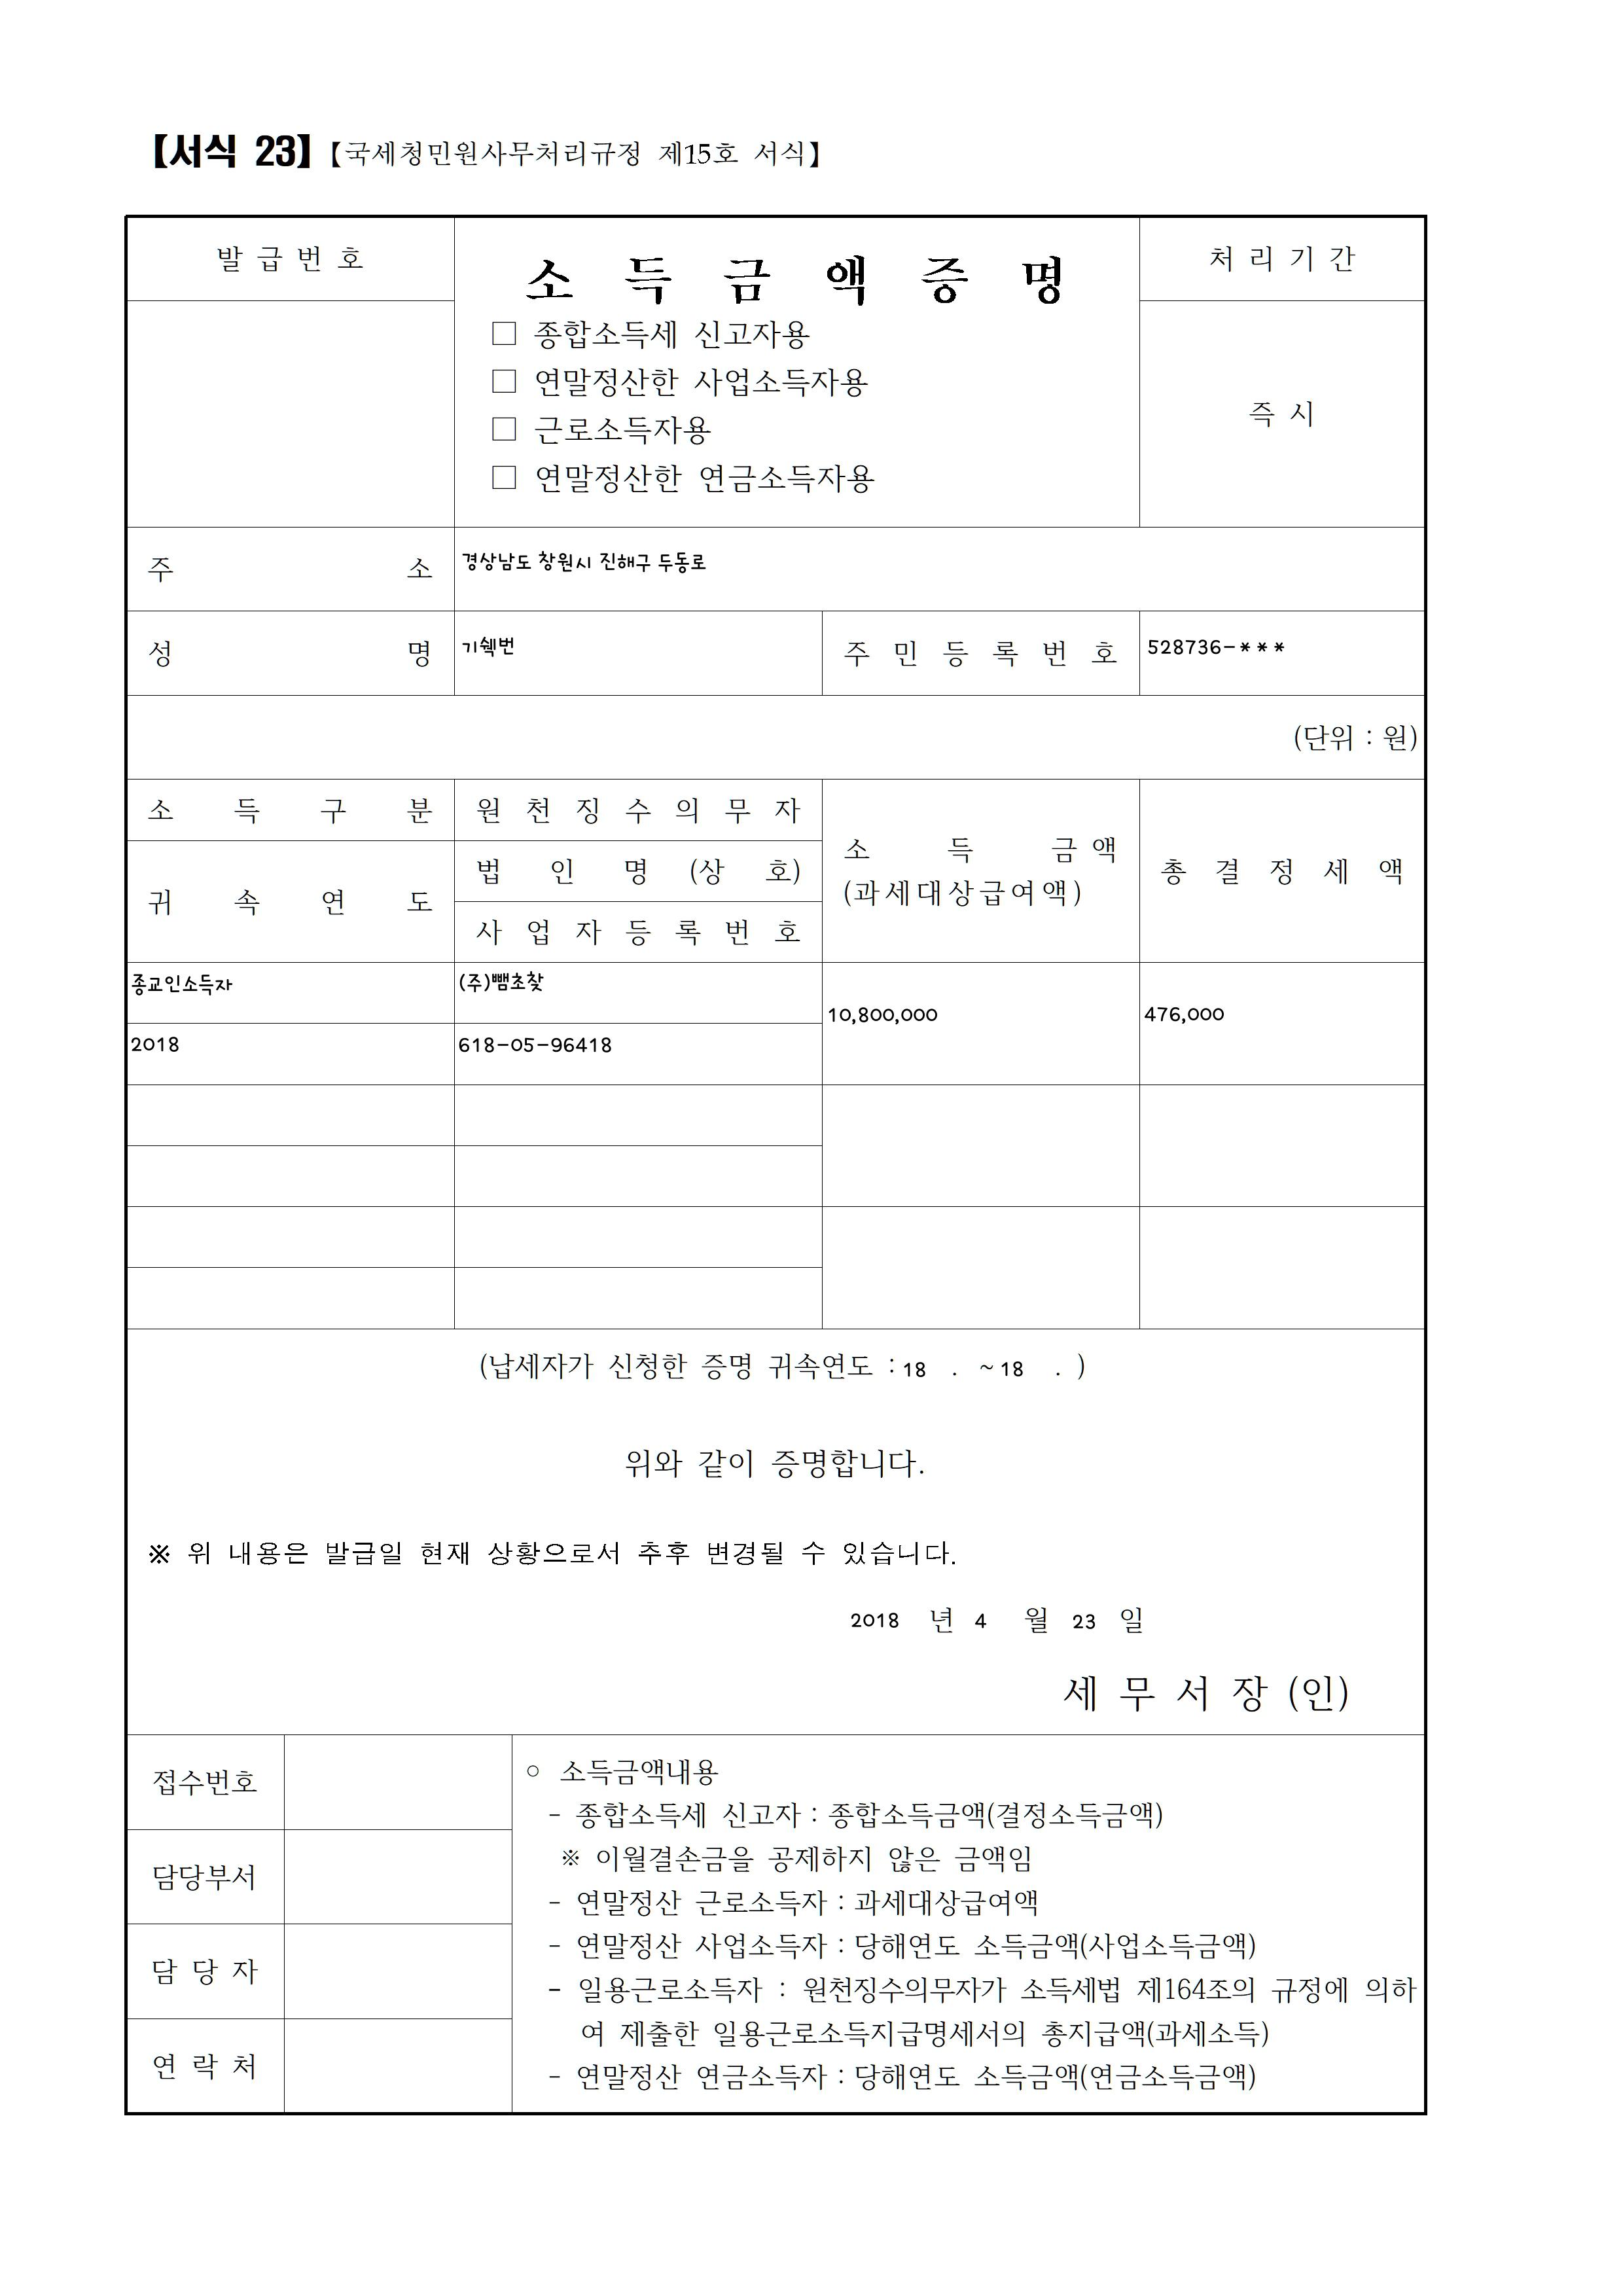 【서식 23】【국세청민원사무처리규정 제15호 서식】
발 급 번 호
소 득 금 액 증 명
처 리 기 간
□ 종합소득세 신고자용
□ 연말정산한 사업소득자용
□ 근로소득자용
□ 연말정산한 연금소득자용
즉 시
주 소
경상남도 창원시 진해구 두동로
성 명
기쉑번
주 민 등 록 번 호
528736-***
(단위 : 원)
소 득 구 분
원 천 징 수 의 무 자
소 득 금 액
(과세대상급여액)
총 결 정 세 액
귀 속 연 도
법 인 명 (상 호)
사 업 자 등 록 번 호
종교인소득자
(주)뺌초찾
10,800,000
476,000
2018
618-05-96418
(납세자가 신청한 증명 귀속연도 : 18 . ~ 18 . )
위와 같이 증명합니다.
※ 위 내용은 발급일 현재 상황으로서 추후 변경될 수 있습니다.
2018 년 4 월 23 일
세 무 서 장 (인)
접수번호
담당부서
담 당 자
연 락 처
○ 소득금액내용
- 종합소득세 신고자 : 종합소득금액(결정소득금액)
※ 이월결손금을 공제하지 않은 금액임
- 연말정산 근로소득자 : 과세대상급여액
- 연말정산 사업소득자 : 당해연도 소득금액(사업소득금액)
- 일용근로소득자 : 원천징수의무자가 소득세법 제164조의 규정에 의하
여 제출한 일용근로소득지급명세서의 총지급액(과세소득)
- 연말정산 연금소득자 : 당해연도 소득금액(연금소득금액)